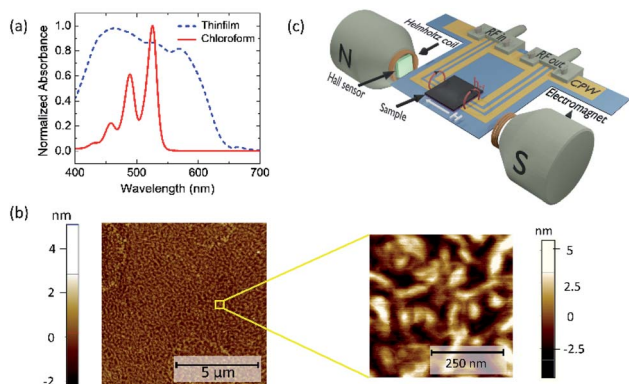 (a)
Thinfilm
Chloroform
Normalized Absorbance
1.0
0.8
0.6
0.4
0.2
0.0
400
500
600
700
Wavelength (nm)
(c)
N
Helmholtz coil
Hall sensor
Sample
H
RF in
RF out
CPW
Electromagnet
S
(b)
nm
4
2
0
-2
5 μm
250 nm
nm
5
2.5
0
-2.5